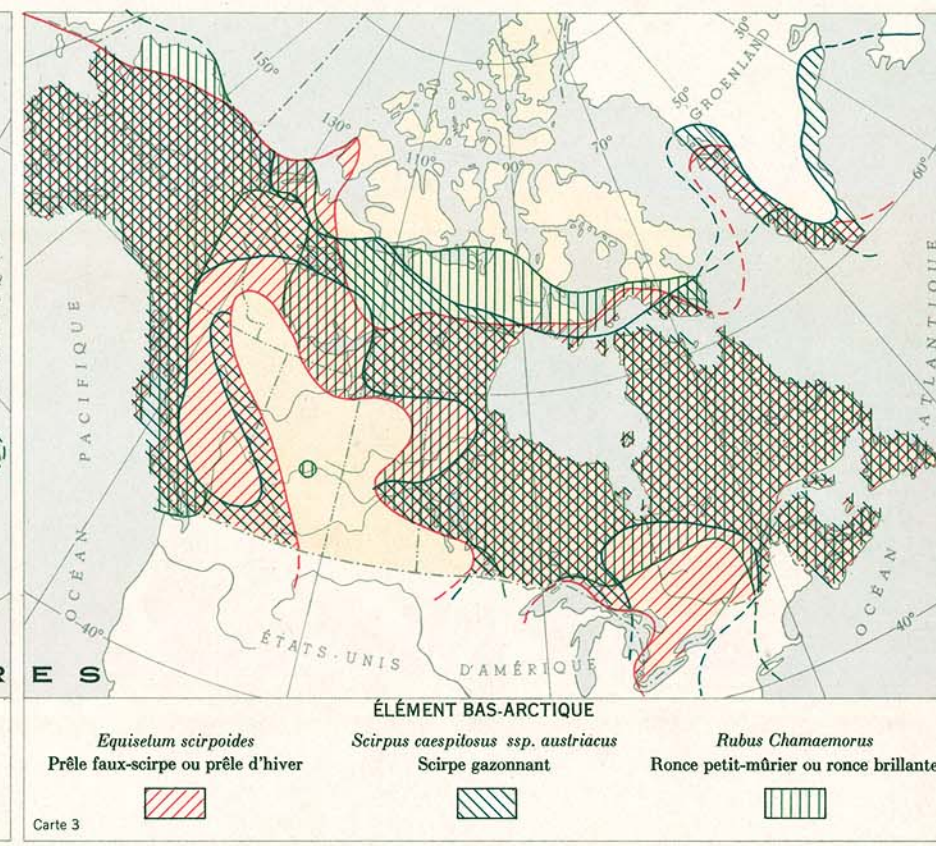 30°
150°
50°
GROENLAND
130°
70°
110°
90°
60°
OCÉAN PACIFIQUE
OCÉAN ATLANTIQUE
40°
40°
ÉTATS-UNIS D'AMÉRIQUE
RES
ÉLÉMENT BAS-ARCTIQUE
Equisetum scirpoides
Prêle faux-scirpe ou prêle d'hiver
Scirpus caespitosus ssp. austriacus
Scirpe gazonnant
Rubus Chamaemorus
Ronce petit-mûrier ou ronce brillante
Carte 3